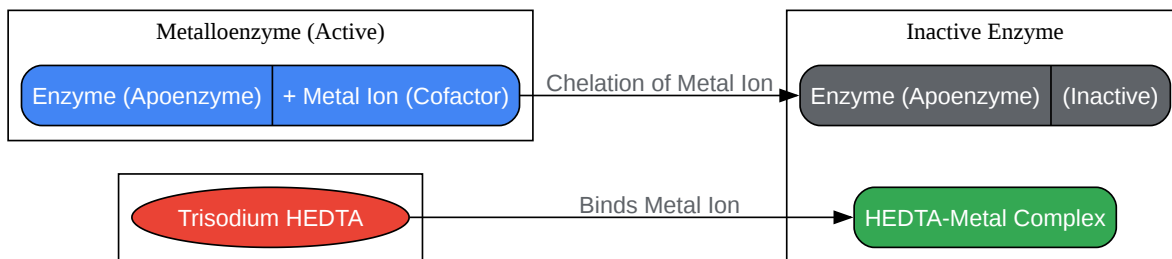 Metalloenzyme (Active)
Inactive Enzyme
Enzyme (Apoenzyme)
+ Metal Ion (Cofactor)
Chelation of Metal Ion
Enzyme (Apoenzyme)
(Inactive)
Trisodium HEDTA
Binds Metal Ion
HEDTA-Metal Complex